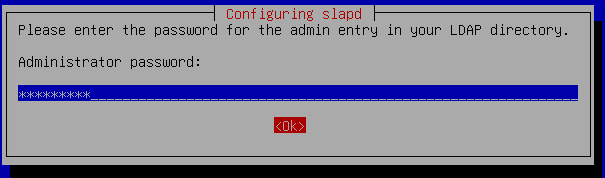 Configuring slapd
Please enter the password for the admin entry in your LDAP directory.
Administrator password:
*********
<Ok>